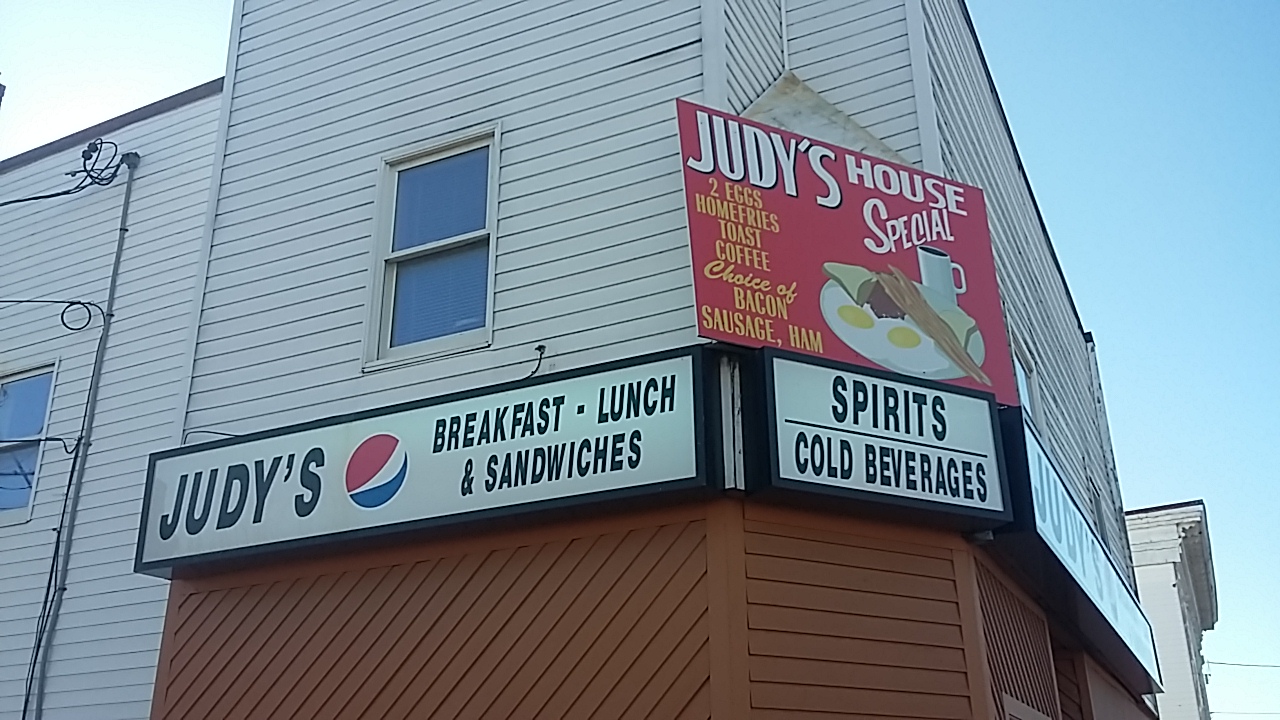 JUDY'S HOUSE
SPECIAL
2 EGGS
HOMEFRIES
TOAST
COFFEE
Choice of
BACON
SAUSAGE, HAM
JUDY'S
BREAKFAST - LUNCH
& SANDWICHES
SPIRITS
COLD BEVERAGES
JUDY'S